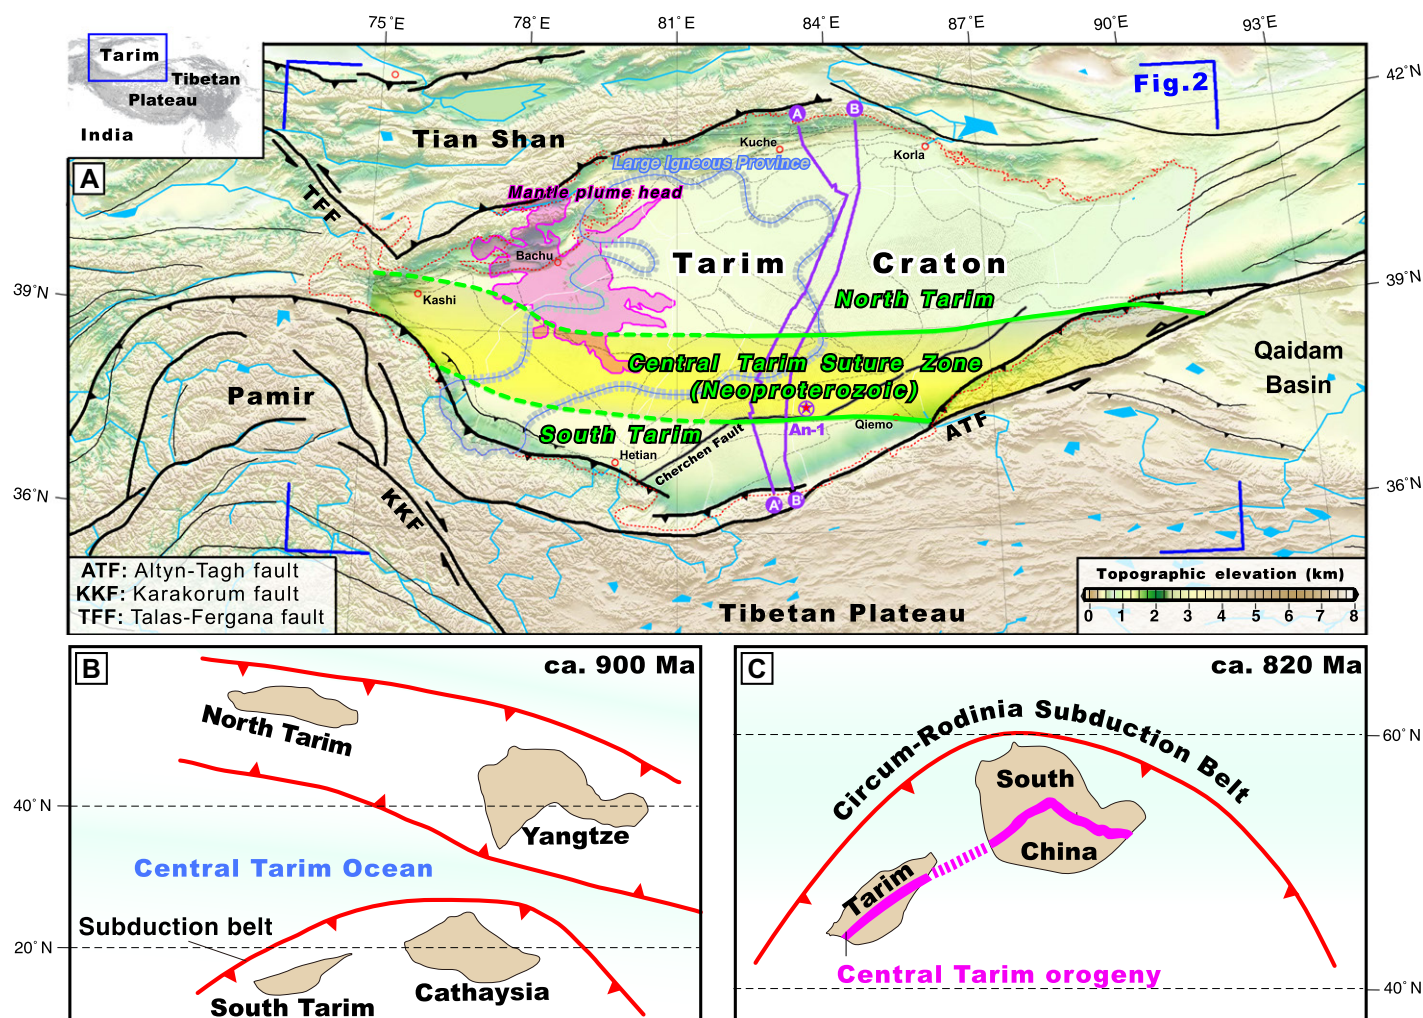 75°E 78°E 81°E 84°E 87°E 90°E 93°E
Tarim
Tibetan
Plateau
India
42°N
Fig.2
A
Tian Shan
A B
Kuche
Korla
Large Igneous Province
Mantle plume head
TFF
Bachu
Tarim Craton
39°N
39°N
Kashi
North Tarim
Central Tarim Suture Zone
(Neoproterozoic)
Qaidam
Basin
Pamir
An-1
Qiemo
ATF
South Tarim
Cherchen Fault
Hetian
36°N
36°N
KKF
A B
ATF: Altyn-Tagh fault
KKF: Karakorum fault
TFF: Talas-Fergana fault
Tibetan Plateau
Topographic elevation (km)
0 1 2 3 4 5 6 7 8
B
ca. 900 Ma
North Tarim
40°N
Yangtze
Central Tarim Ocean
Subduction belt
20°N
South Tarim
Cathaysia
C
ca. 820 Ma
Circum-Rodinia Subduction Belt
60°N
South
China
Tarim
Central Tarim orogeny
40°N